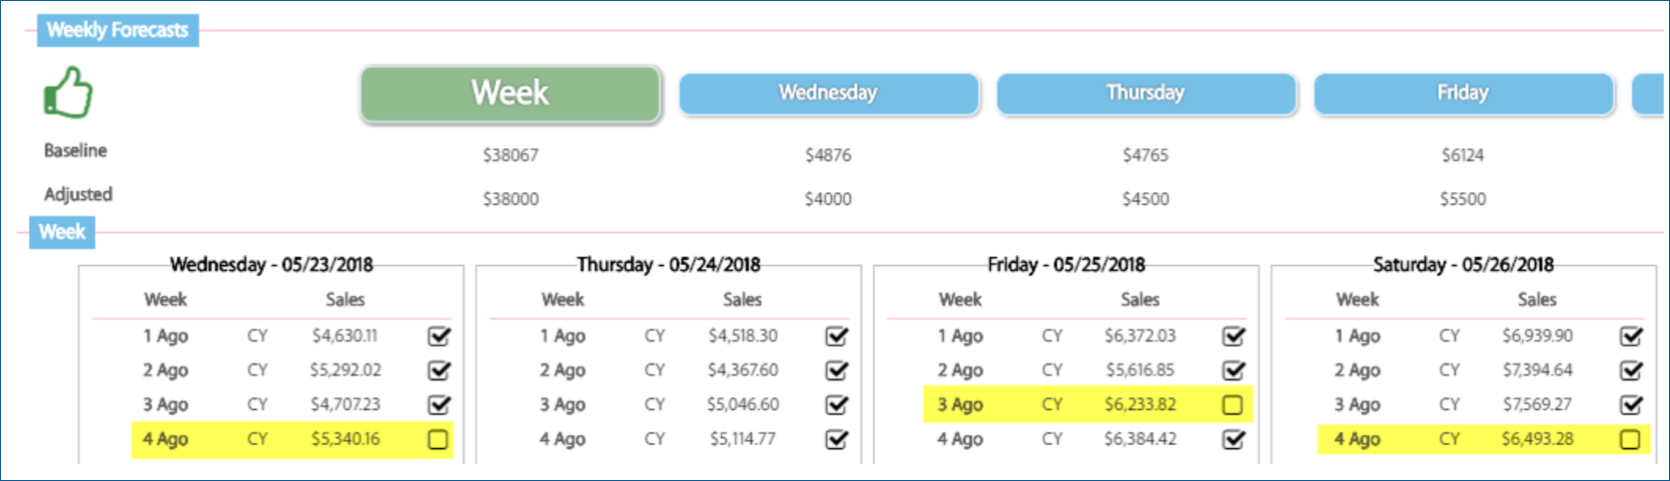 Weekly Forecasts
Week Wednesday Thursday Friday
Baseline $38067 $4876 $4765 $6124
Adjusted $38000 $4000 $4500 $5500
Week
Wednesday - 05/23/2018 Thursday - 05/24/2018 Friday - 05/25/2018 Saturday - 05/26/2018
Week Sales Week Sales Week Sales Week Sales
1 Ago CY $4,630.11 1 Ago CY $4,518.30 1 Ago CY $6,372.03 1 Ago CY $6,939.90
2 Ago CY $5,292.02 2 Ago CY $4,367.60 2 Ago CY $5,616.85 2 Ago CY $7,394.64
3 Ago CY $4,707.23 3 Ago CY $5,046.60 3 Ago CY $6,233.82 3 Ago CY $7,569.27
4 Ago CY $5,340.16 4 Ago CY $5,114.77 4 Ago CY $6,384.42 4 Ago CY $6,493.28